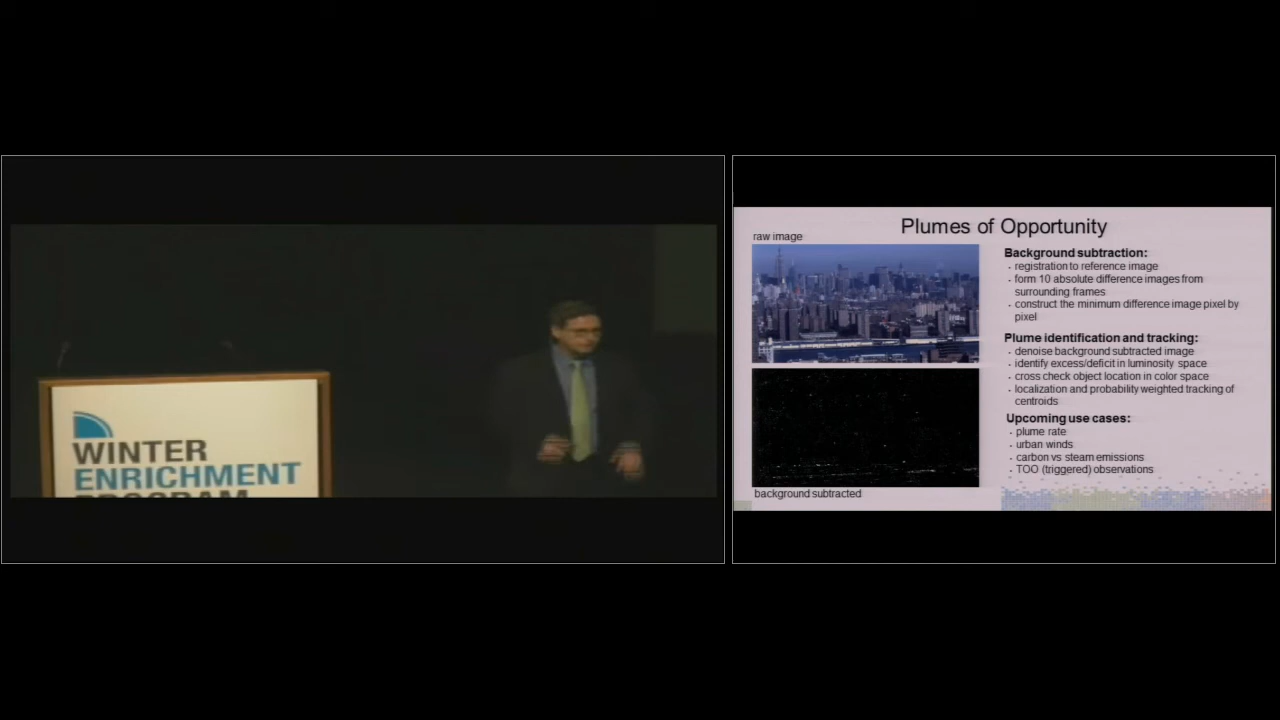 WINTER
ENRICHMENT
PROGRAM
Plumes of Opportunity
raw image
Background subtraction:
- registration to reference image
- form 10 absolute difference images from
surrounding frames
- construct the minimum difference image pixel by
pixel
Plume identification and tracking:
- denoise background subtracted image
- identify excess/deficit in luminosity space
- cross check object location in color space
- localization and probability weighted tracking of
centroids
Upcoming use cases:
- plume rate
- urban winds
- carbon vs steam emissions
- TOO (triggered) observations
background subtracted